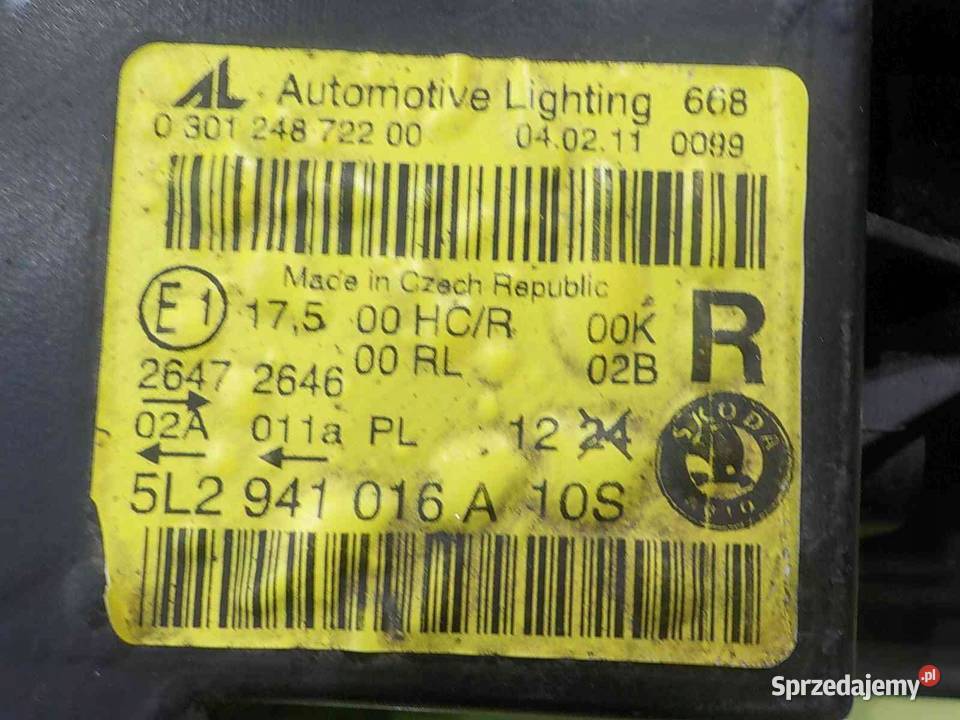 AL Automotive Lighting 668
0 301 248 722 00 04.02.11 0099
Made in Czech Republic
E1 17,5 00 HC/R 00K R
00 RL 02B
2647 2646
02A 011a PL 12 24
SKODA
AUTO
5L2 941 016 A 10S
Sprzedajemy.pl